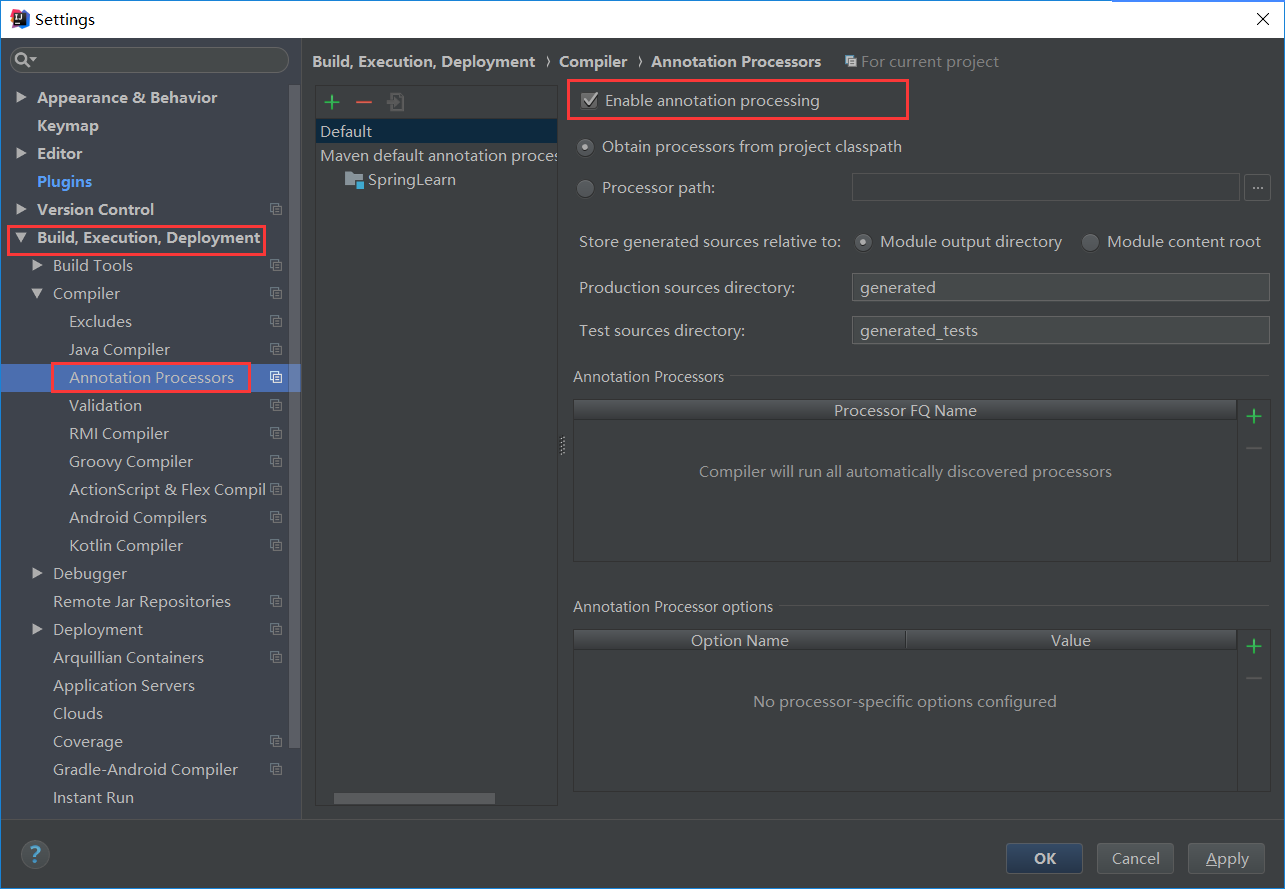 Settings
Build, Execution, Deployment › Compiler › Annotation Processors For current project
Appearance & Behavior
Keymap
Editor
Plugins
Version Control
Build, Execution, Deployment
Build Tools
Compiler
Excludes
Java Compiler
Annotation Processors
Validation
RMI Compiler
Groovy Compiler
ActionScript & Flex Compil
Android Compilers
Kotlin Compiler
Debugger
Remote Jar Repositories
Deployment
Arquillian Containers
Application Servers
Clouds
Coverage
Gradle-Android Compiler
Instant Run
Default
Maven default annotation proces
SpringLearn
Enable annotation processing
Obtain processors from project classpath
Processor path:
...
Store generated sources relative to: Module output directory Module content root
Production sources directory: generated
Test sources directory: generated_tests
Annotation Processors
Processor FQ Name
Compiler will run all automatically discovered processors
Annotation Processor options
Option Name Value
No processor-specific options configured
?
OK Cancel Apply